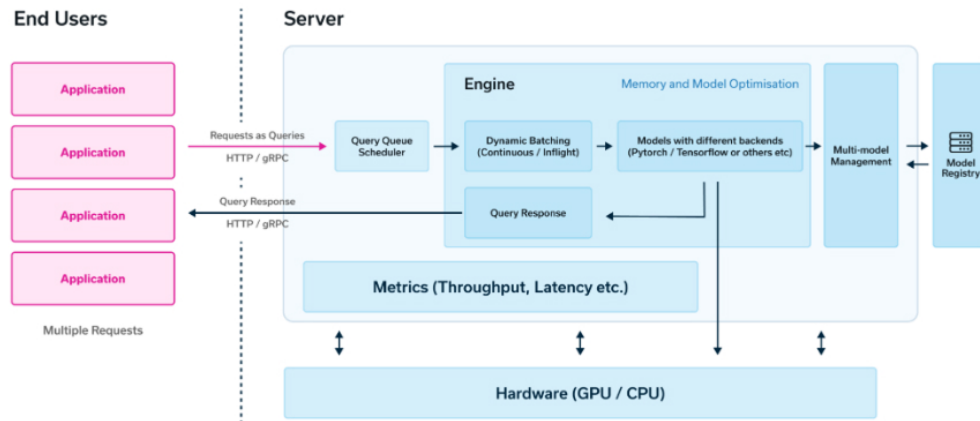 End Users
Server
Application
Application
Application
Application
Multiple Requests
Requests as Queries
HTTP / gRPC
Query Response
HTTP / gRPC
Query Queue
Scheduler
Engine
Memory and Model Optimisation
Dynamic Batching
(Continuous / Inflight)
Models with different backends
(Pytorch / Tensorflow or others etc)
Query Response
Multi-model
Management
Model
Registry
Metrics (Throughput, Latency etc.)
Hardware (GPU / CPU)